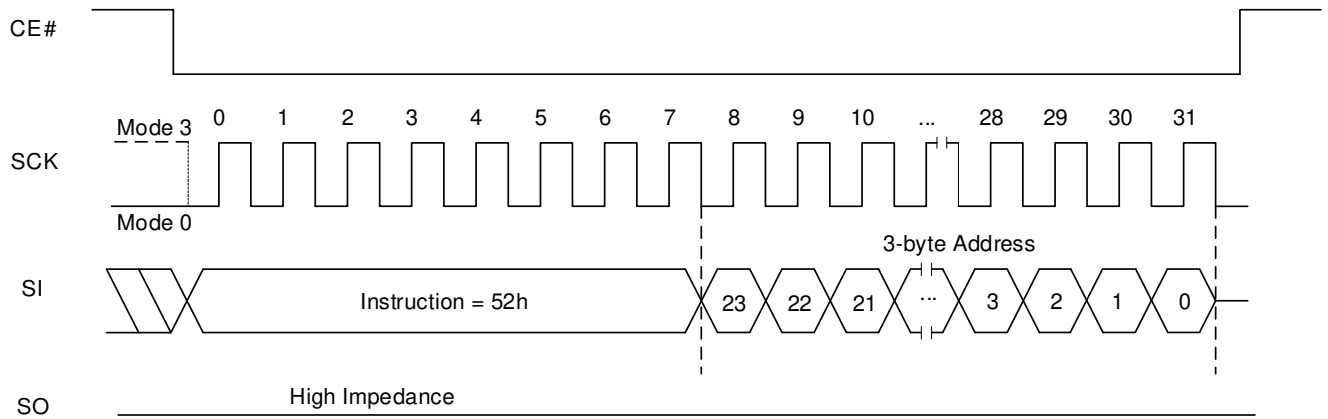 CE#
Mode 3 0 1 2 3 4 5 6 7 8 9 10 ... 28 29 30 31
SCK
Mode 0
3-byte Address
SI Instruction = 52h 23 22 21 ... 3 2 1 0
High Impedance
SO